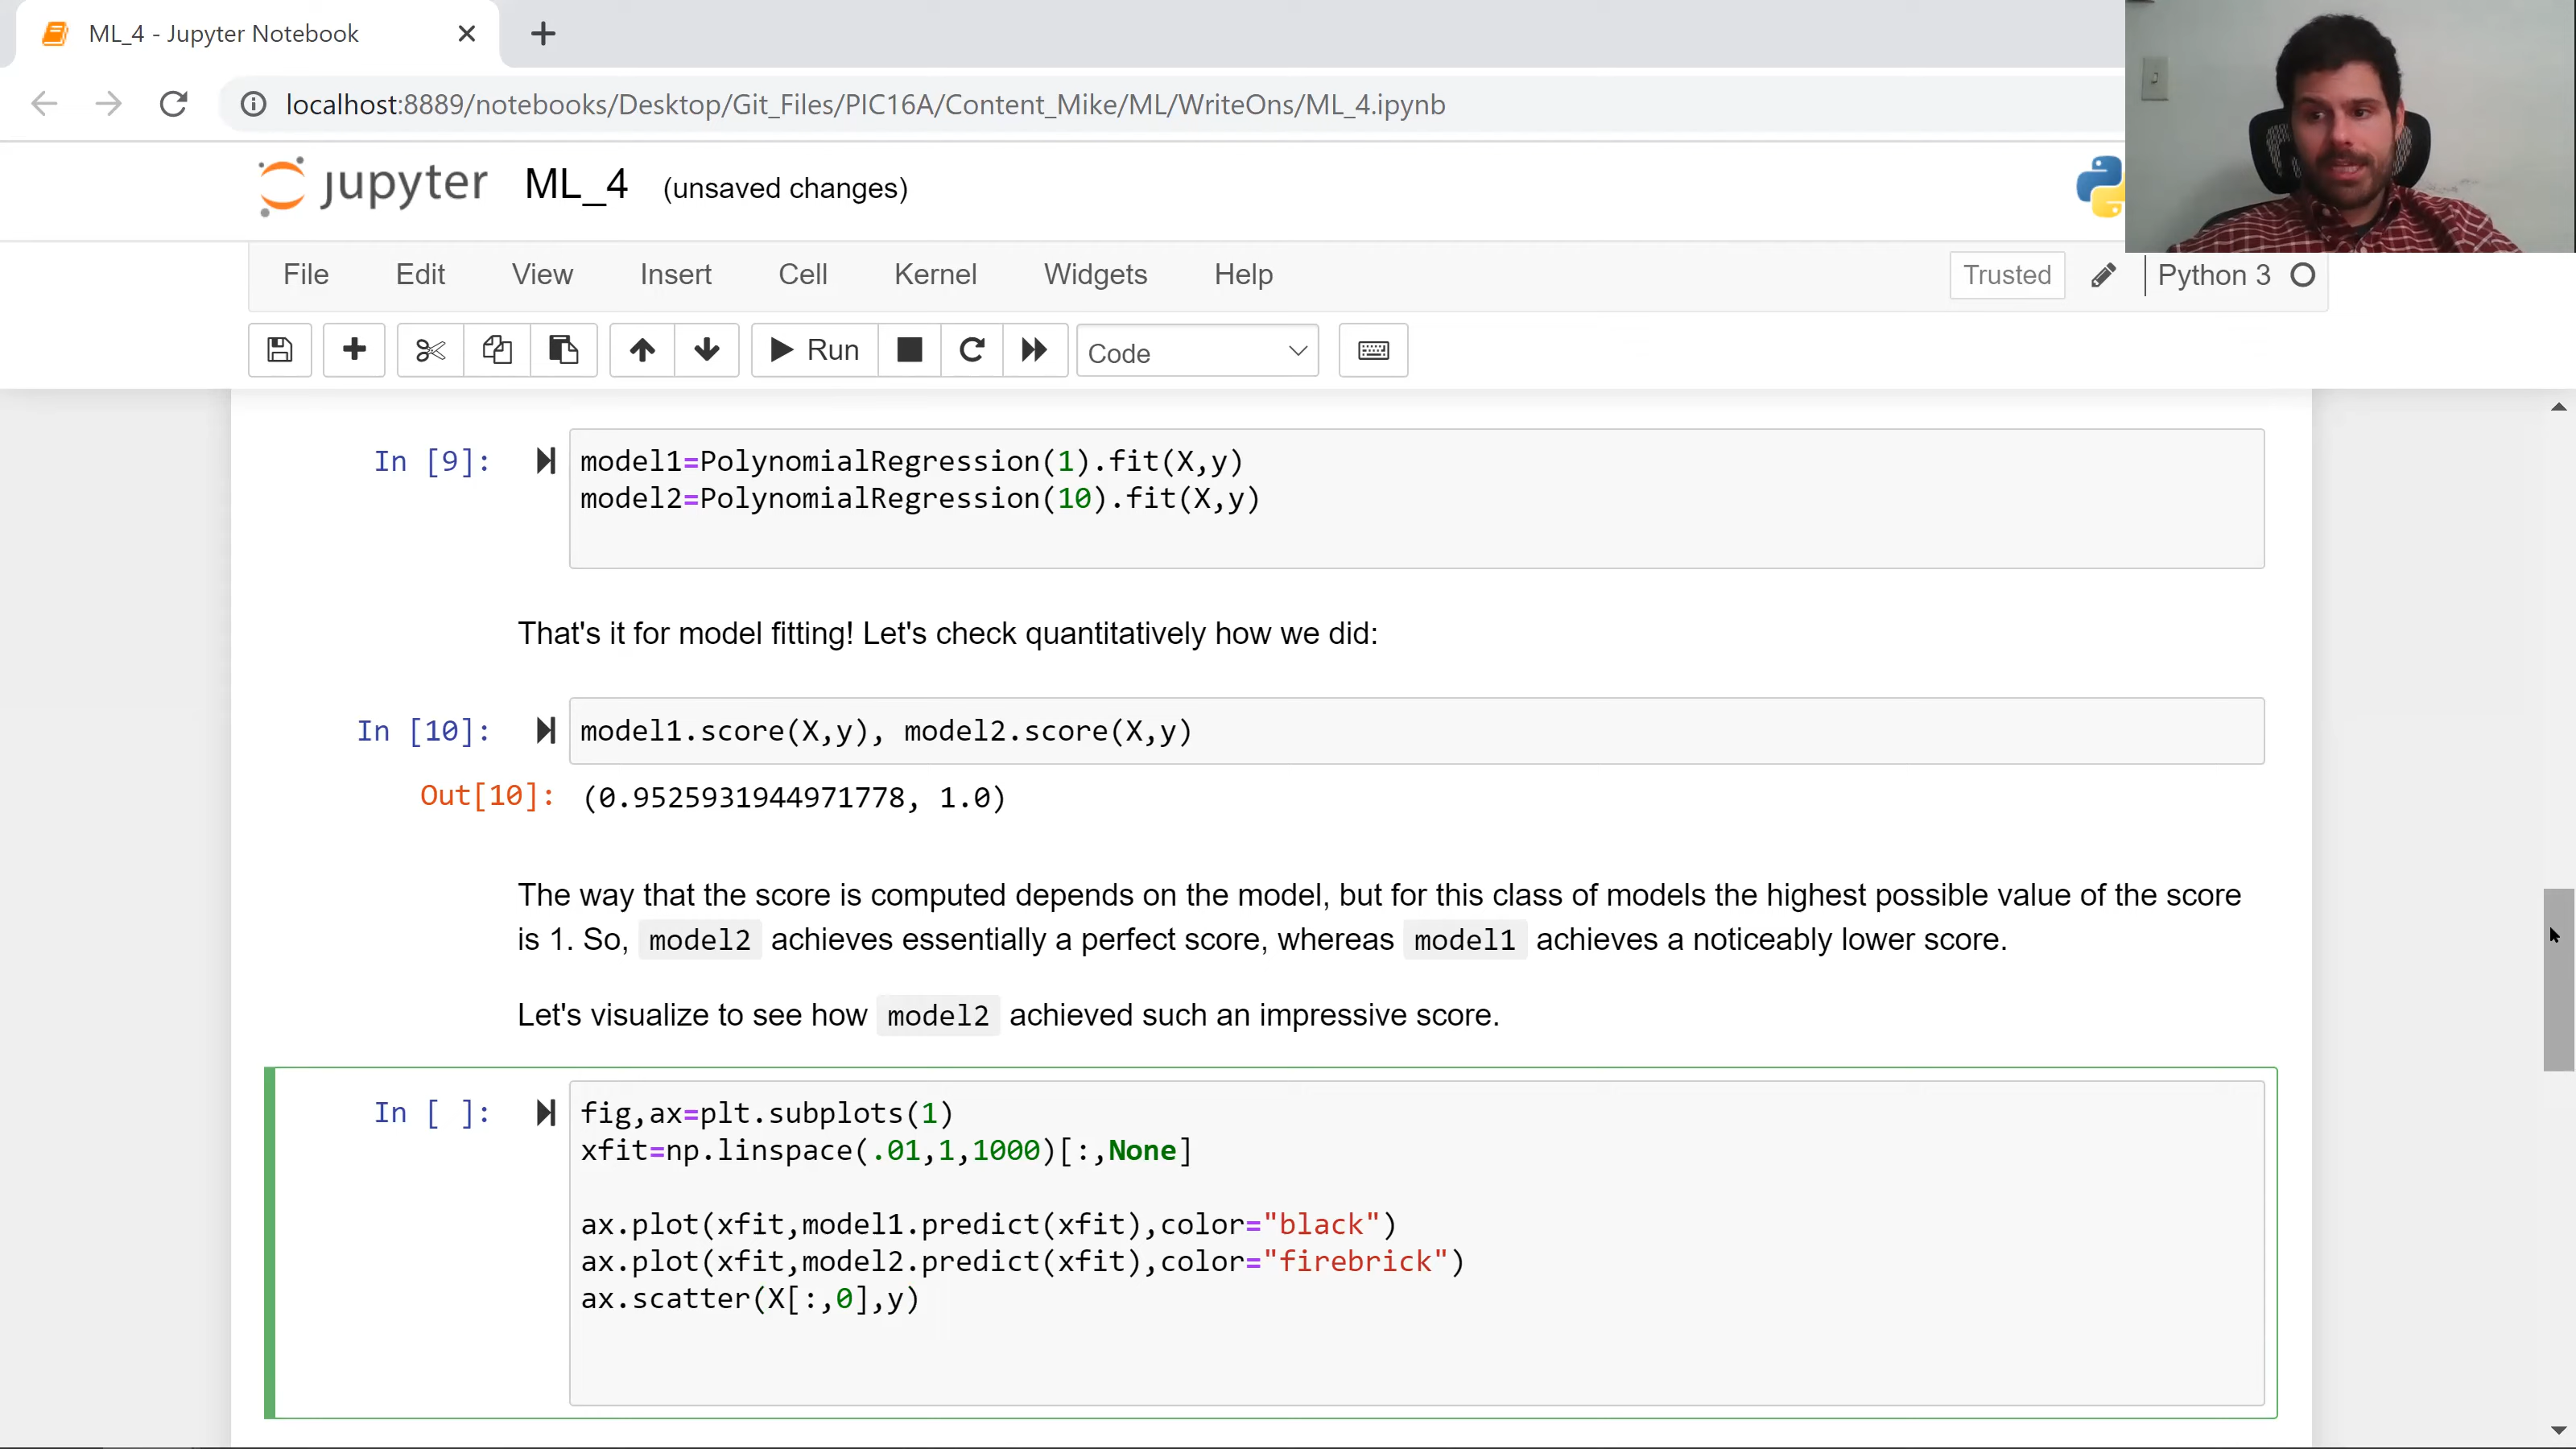 ML_4 - Jupyter Notebook
localhost:8889/notebooks/Desktop/Git_Files/PIC16A/Content_Mike/ML/WriteOns/ML_4.ipynb
jupyter ML_4 (unsaved changes)
File Edit View Insert Cell Kernel Widgets Help Trusted Python 3
Run Code
In [9]: model1=PolynomialRegression(1).fit(X,y)
model2=PolynomialRegression(10).fit(X,y)
That's it for model fitting! Let's check quantitatively how we did:
In [10]: model1.score(X,y), model2.score(X,y)
Out[10]: (0.9525931944971778, 1.0)
The way that the score is computed depends on the model, but for this class of models the highest possible value of the score
is 1. So, model2 achieves essentially a perfect score, whereas model1 achieves a noticeably lower score.
Let's visualize to see how model2 achieved such an impressive score.
In [ ]: fig,ax=plt.subplots(1)
xfit=np.linspace(.01,1,1000)[:,None]
ax.plot(xfit,model1.predict(xfit),color="black")
ax.plot(xfit,model2.predict(xfit),color="firebrick")
ax.scatter(X[:,0],y)